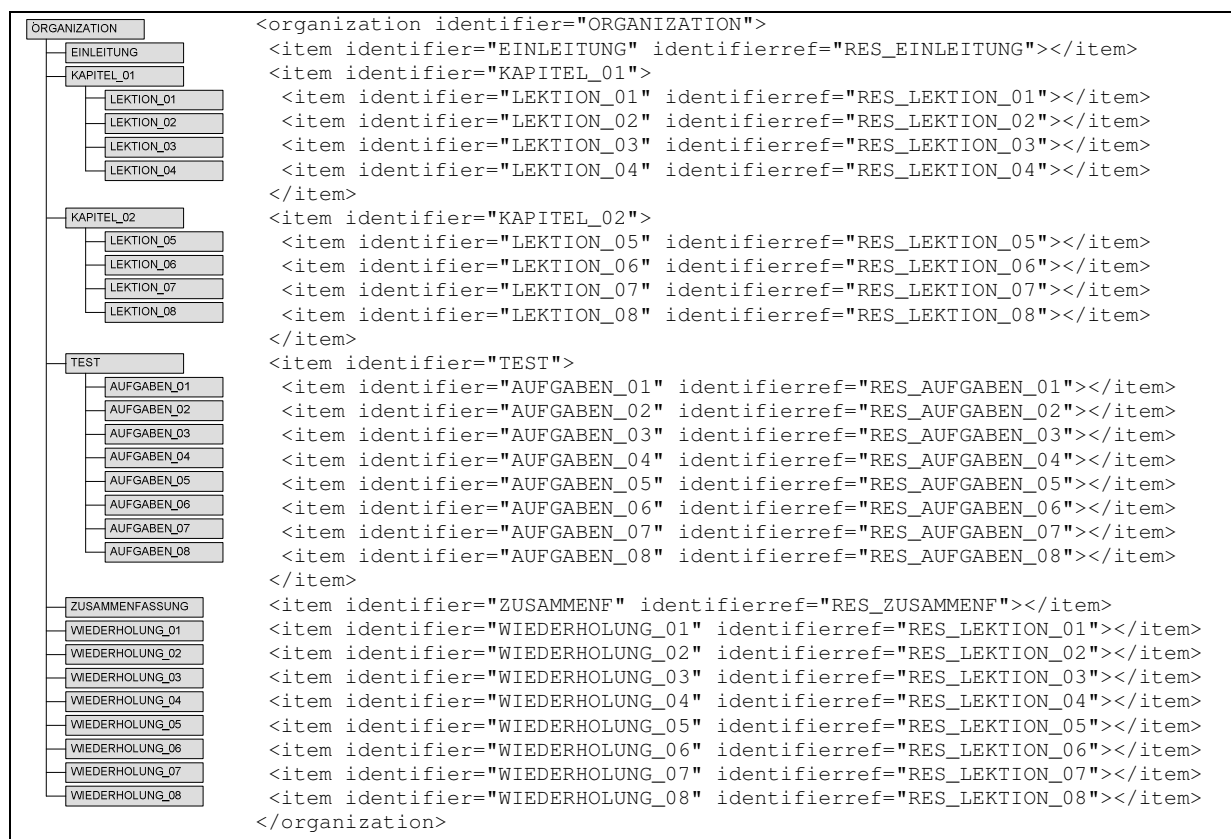 ORGANIZATION <organization identifier="ORGANIZATION">
EINLEITUNG <item identifier="EINLEITUNG" identifierref="RES_EINLEITUNG"></item>
KAPITEL_01 <item identifier="KAPITEL_01">
LEKTION_01 <item identifier="LEKTION_01" identifierref="RES_LEKTION_01"></item>
LEKTION_02 <item identifier="LEKTION_02" identifierref="RES_LEKTION_02"></item>
LEKTION_03 <item identifier="LEKTION_03" identifierref="RES_LEKTION_03"></item>
LEKTION_04 <item identifier="LEKTION_04" identifierref="RES_LEKTION_04"></item>
</item>
KAPITEL_02 <item identifier="KAPITEL_02">
LEKTION_05 <item identifier="LEKTION_05" identifierref="RES_LEKTION_05"></item>
LEKTION_06 <item identifier="LEKTION_06" identifierref="RES_LEKTION_06"></item>
LEKTION_07 <item identifier="LEKTION_07" identifierref="RES_LEKTION_07"></item>
LEKTION_08 <item identifier="LEKTION_08" identifierref="RES_LEKTION_08"></item>
</item>
TEST <item identifier="TEST">
AUFGABEN_01 <item identifier="AUFGABEN_01" identifierref="RES_AUFGABEN_01"></item>
AUFGABEN_02 <item identifier="AUFGABEN_02" identifierref="RES_AUFGABEN_02"></item>
AUFGABEN_03 <item identifier="AUFGABEN_03" identifierref="RES_AUFGABEN_03"></item>
AUFGABEN_04 <item identifier="AUFGABEN_04" identifierref="RES_AUFGABEN_04"></item>
AUFGABEN_05 <item identifier="AUFGABEN_05" identifierref="RES_AUFGABEN_05"></item>
AUFGABEN_06 <item identifier="AUFGABEN_06" identifierref="RES_AUFGABEN_06"></item>
AUFGABEN_07 <item identifier="AUFGABEN_07" identifierref="RES_AUFGABEN_07"></item>
AUFGABEN_08 <item identifier="AUFGABEN_08" identifierref="RES_AUFGABEN_08"></item>
</item>
ZUSAMMENFASSUNG <item identifier="ZUSAMMENF" identifierref="RES_ZUSAMMENF"></item>
WIEDERHOLUNG_01 <item identifier="WIEDERHOLUNG_01" identifierref="RES_LEKTION_01"></item>
WIEDERHOLUNG_02 <item identifier="WIEDERHOLUNG_02" identifierref="RES_LEKTION_02"></item>
WIEDERHOLUNG_03 <item identifier="WIEDERHOLUNG_03" identifierref="RES_LEKTION_03"></item>
WIEDERHOLUNG_04 <item identifier="WIEDERHOLUNG_04" identifierref="RES_LEKTION_04"></item>
WIEDERHOLUNG_05 <item identifier="WIEDERHOLUNG_05" identifierref="RES_LEKTION_05"></item>
WIEDERHOLUNG_06 <item identifier="WIEDERHOLUNG_06" identifierref="RES_LEKTION_06"></item>
WIEDERHOLUNG_07 <item identifier="WIEDERHOLUNG_07" identifierref="RES_LEKTION_07"></item>
WIEDERHOLUNG_08 <item identifier="WIEDERHOLUNG_08" identifierref="RES_LEKTION_08"></item>
</organization>